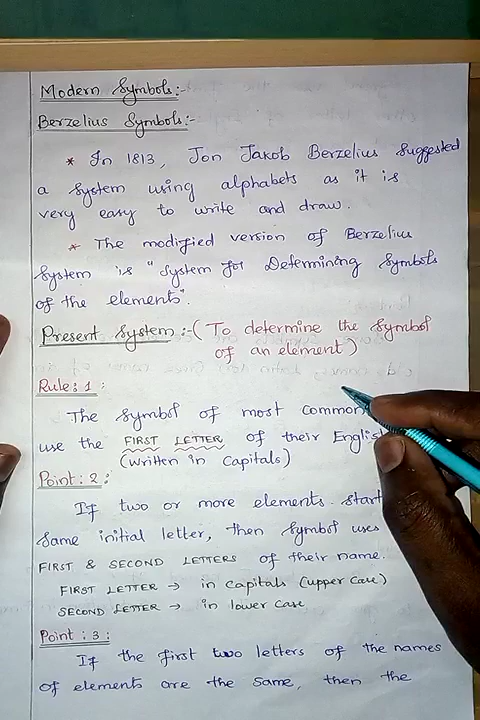 Modern Symbols:-
Berzelius Symbols:-
* In 1813, Jon Jakob Berzelius suggested
a system using alphabets as it is
very easy to write and draw.
* The modified version of Berzelius
System is "System for Determining Symbols
of the elements".
Present System:- (To determine the symbol
of an element)
Rule: 1:
The symbol of most common
use the FIRST LETTER of their English
(written in Capitals)
Point: 2:
If two or more elements start
same initial letter, then symbol uses
FIRST & SECOND LETTERS of their name.
FIRST LETTER → in capitals (upper case)
SECOND LETTER → in lower case
Point: 3:
If the first two letters of the names
of elements are the same, then the